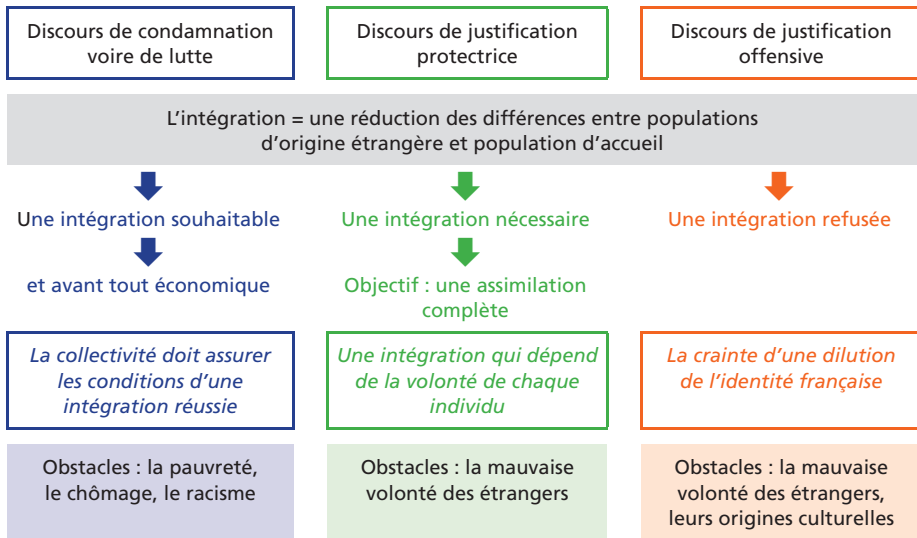 Discours de condamnation
voire de lutte
Discours de justification
protectrice
Discours de justification
offensive
L'intégration = une réduction des différences entre populations
d'origine étrangère et population d'accueil
Une intégration souhaitable
Une intégration nécessaire
Une intégration refusée
et avant tout économique
Objectif : une assimilation
complète
La collectivité doit assurer
les conditions d'une
intégration réussie
Une intégration qui dépend
de la volonté de chaque
individu
La crainte d'une dilution
de l'identité française
Obstacles : la pauvreté,
le chômage, le racisme
Obstacles : la mauvaise
volonté des étrangers
Obstacles : la mauvaise
volonté des étrangers,
leurs origines culturelles